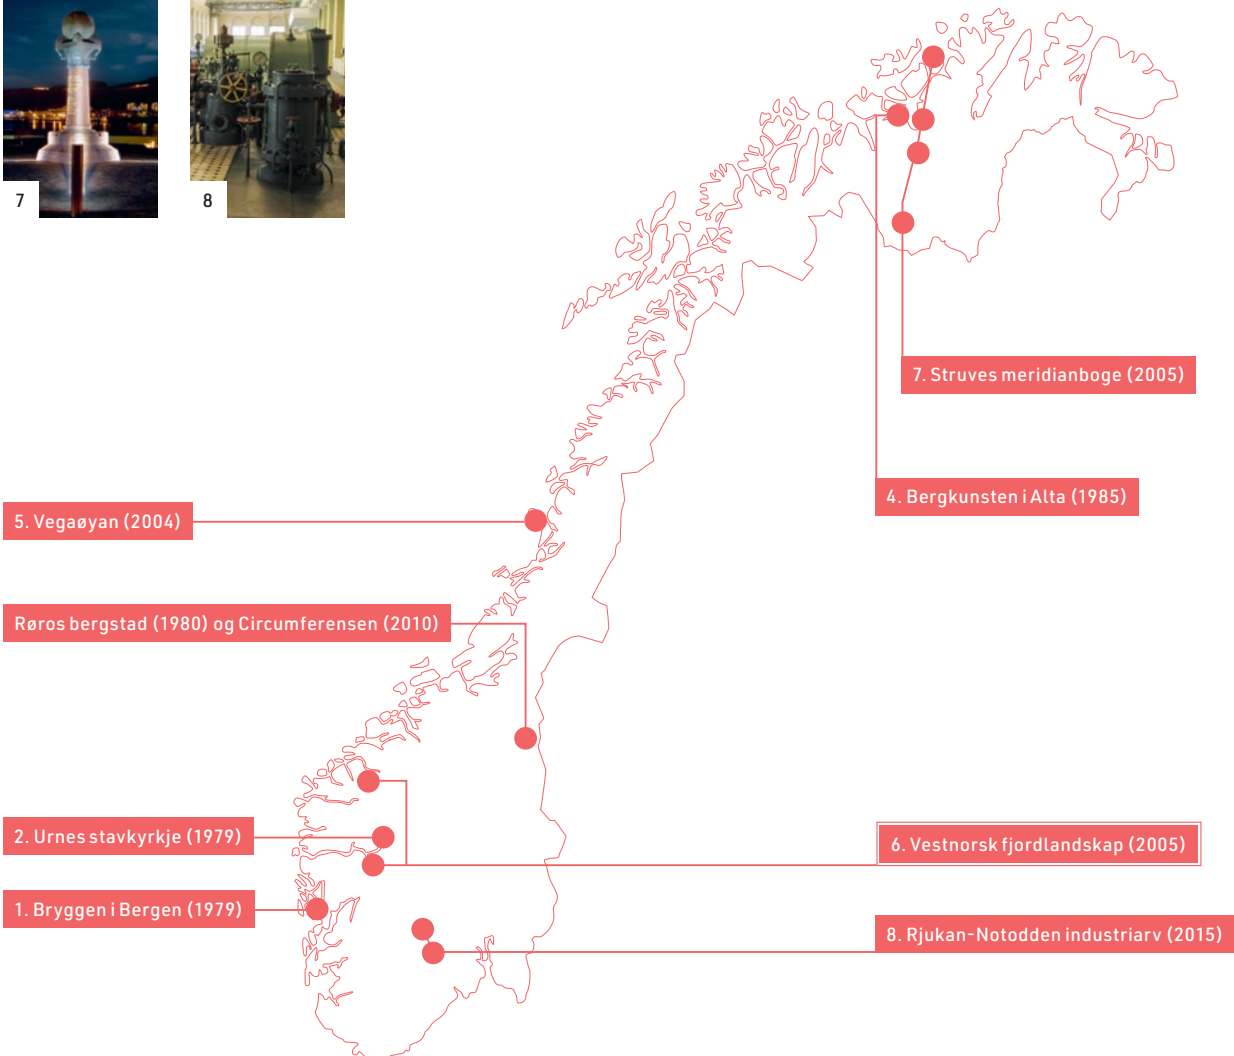 7
8
7. Struves meridianboge (2005)
4. Bergkunsten i Alta (1985)
5. Vegaøyan (2004)
Røros bergstad (1980) og Circumferensen (2010)
2. Urnes stavkyrkje (1979)
6. Vestnorsk fjordlandskap (2005)
1. Bryggen i Bergen (1979)
8. Rjukan-Notodden industriarv (2015)